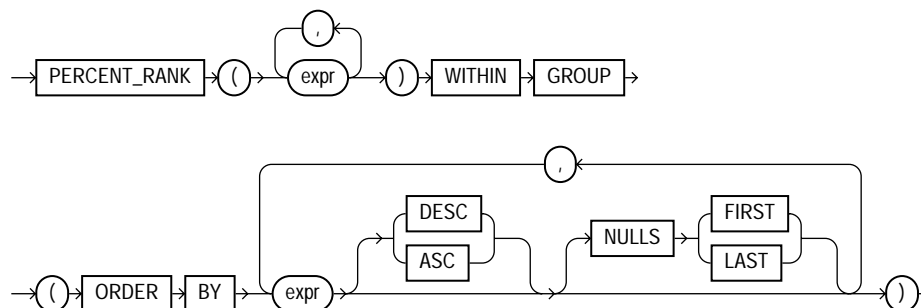 ,
PERCENT_RANK ( expr ) WITHIN GROUP
,
DESC FIRST
NULLS
ASC LAST
( ORDER BY expr )